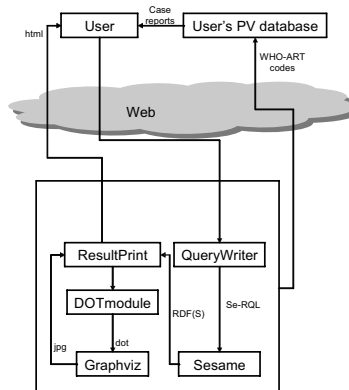 Case
reports
User
User's PV database
html
WHO-ART
codes
Web
ResultPrint
QueryWriter
DOTmodule
RDF(S)
Se-RQL
jpg
dot
Graphviz
Sesame